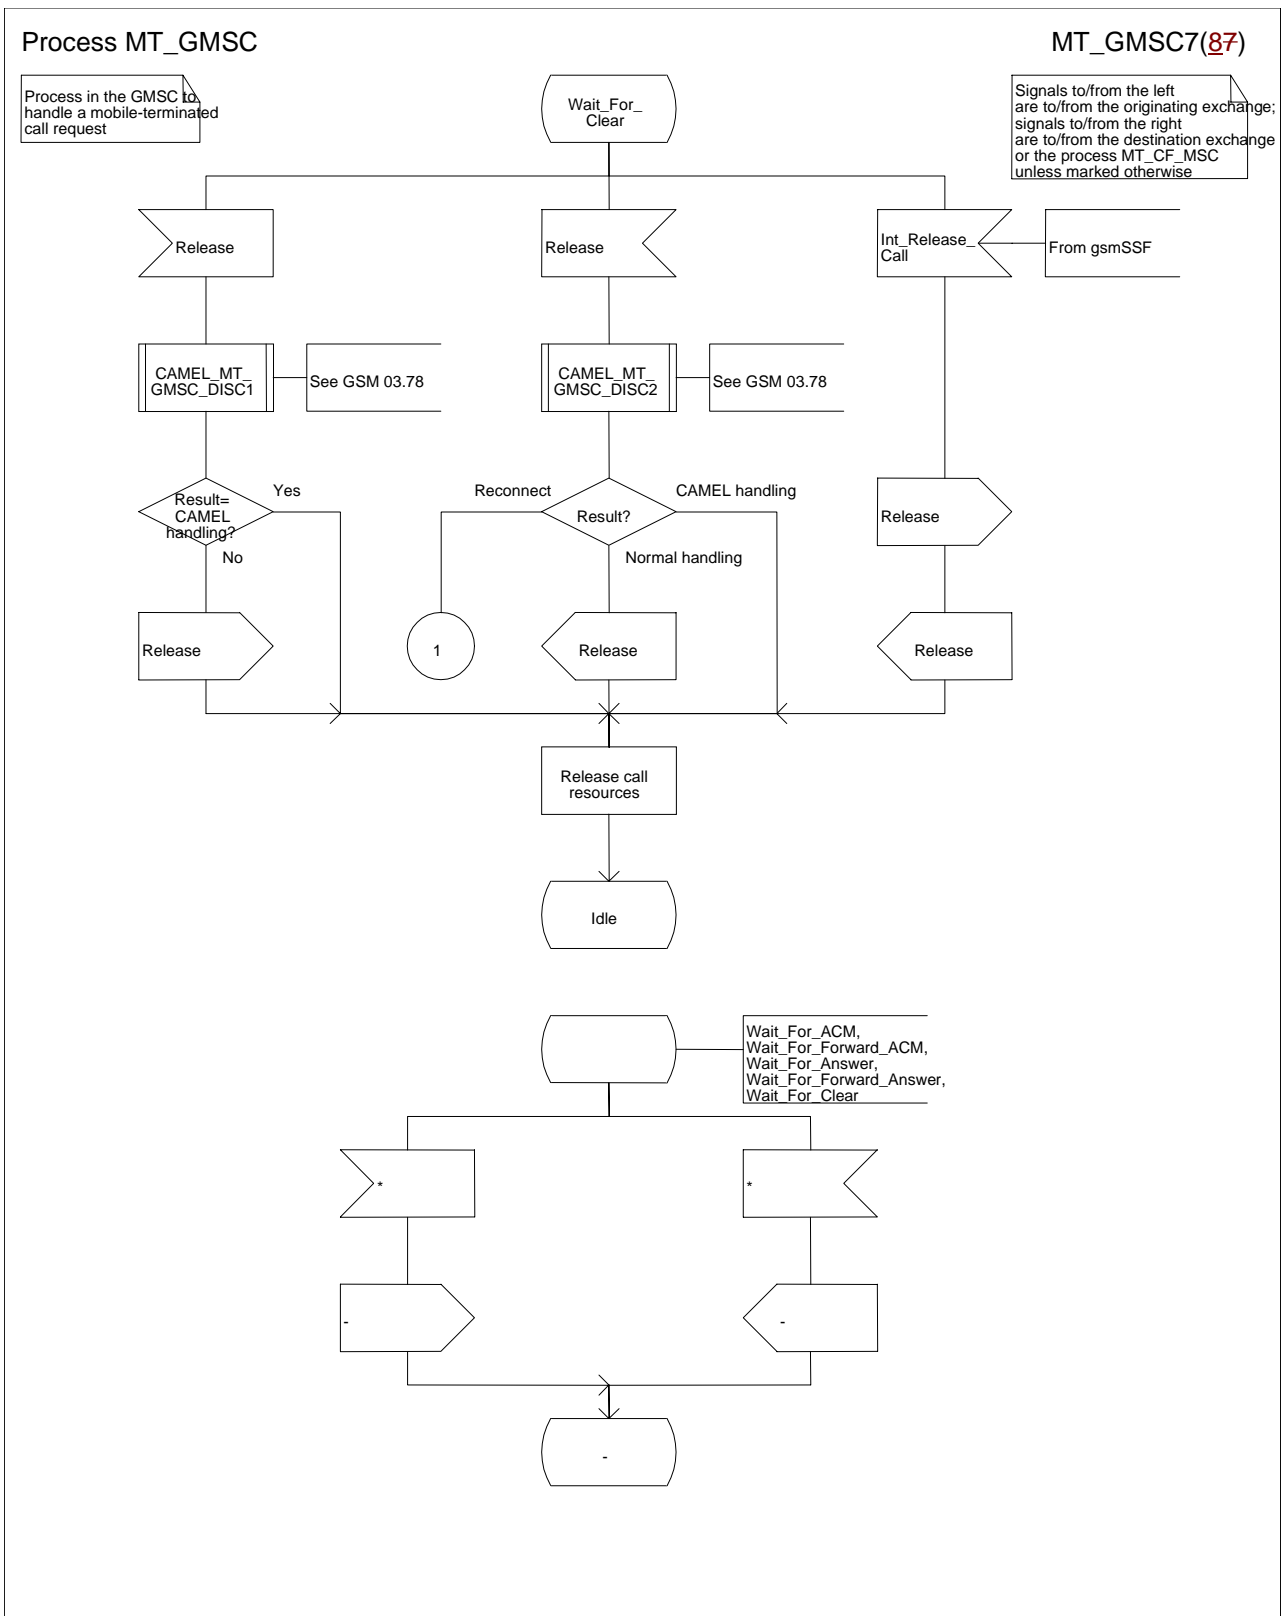 Process MT_GMSC
MT_GMSC7(87)
Process in the GMSC to
handle a mobile-terminated
call request
Signals to/from the left
are to/from the originating exchange;
signals to/from the right
are to/from the destination exchange
or the process MT_CF_MSC
unless marked otherwise
Wait_For_
Clear
Release
Release
Int_Release_
Call
From gsmSSF
CAMEL_MT_
GMSC_DISC1
See GSM 03.78
CAMEL_MT_
GMSC_DISC2
See GSM 03.78
Result=
CAMEL
handling?
Yes
No
Reconnect
Result?
CAMEL handling
Normal handling
Release
Release
1
Release
Release
Release call
resources
Idle
Wait_For_ACM,
Wait_For_Forward_ACM,
Wait_For_Answer,
Wait_For_Forward_Answer,
Wait_For_Clear
*
*
-
-
-